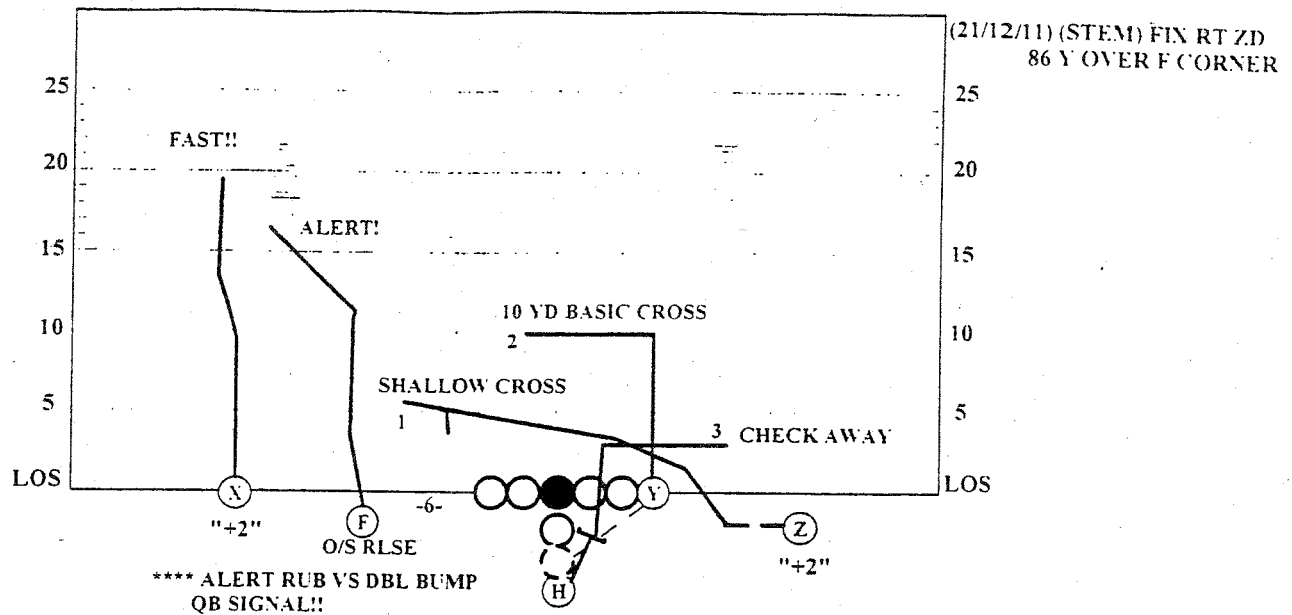 (21/12/11) (STEM) FIX RT ZD
86 Y OVER F CORNER
25
25
FAST!!
20
20
ALERT!
15
15
10 YD BASIC CROSS
10
2
10
SHALLOW CROSS
5
5
1
3
CHECK AWAY
LOS
LOS
X
-6-
Y
"+2"
F
Z
O/S RLSE
"+2"
**** ALERT RUB VS DBL BUMP
H
QB SIGNAL!!